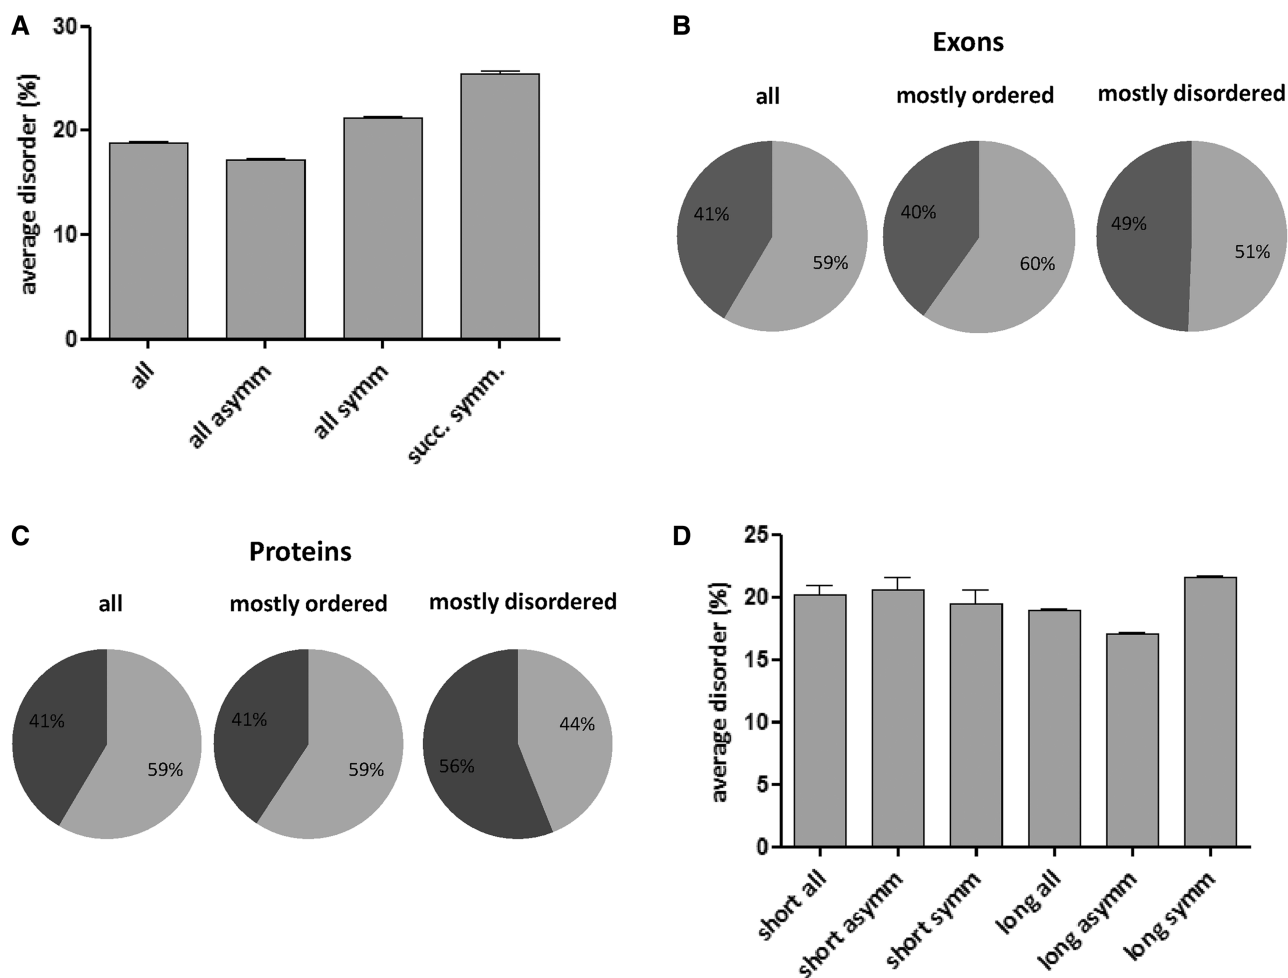 A
average disorder (%)
30
20
10
0
all
all asymm
all symm
succ. symm.
B
Exons
all
mostly ordered
mostly disordered
41%
59%
40%
60%
49%
51%
C
Proteins
all
mostly ordered
mostly disordered
41%
59%
41%
59%
56%
44%
D
average disorder (%)
25
20
15
10
5
0
short all
short asymm
short symm
long all
long asymm
long symm